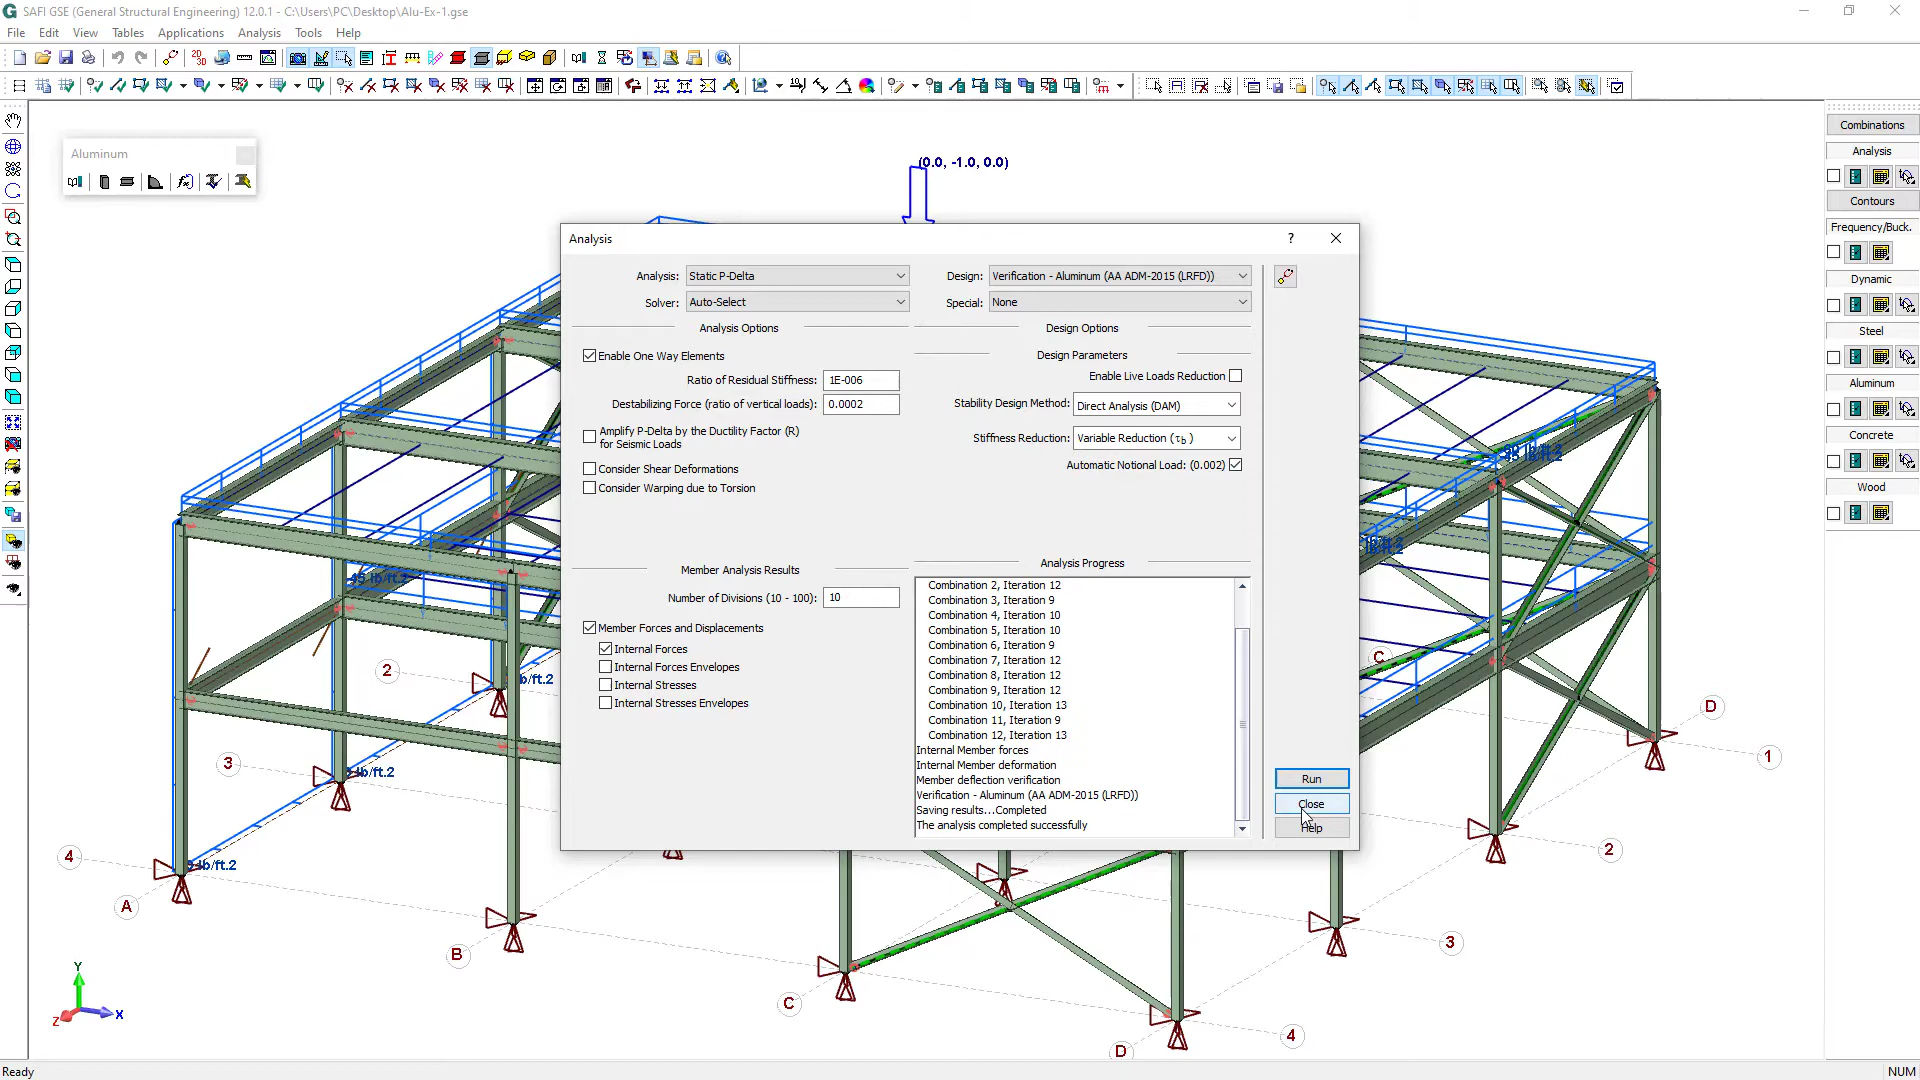 SAFI GSE (General Structural Engineering) 12.0.1 - C:\Users\PC\Desktop\Alu-Ex-1.gse
File Edit View Tables Applications Analysis Tools Help
Aluminum
(0.0, -1.0, 0.0)
Analysis
Analysis: Static P-Delta
Design: Verification - Aluminum (AA ADM-2015 (LRFD))
Solver: Auto-Select
Special: None
Analysis Options
Enable One Way Elements
Ratio of Residual Stiffness: 1E-006
Destabilizing Force (ratio of vertical loads): 0.0002
Amplify P-Delta by the Ductility Factor (R)
for Seismic Loads
Consider Shear Deformations
Consider Warping due to Torsion
Design Options
Design Parameters
Enable Live Loads Reduction
Stability Design Method: Direct Analysis (DAM)
Stiffness Reduction: Variable Reduction (τb)
Automatic Notional Load: (0.002)
Member Analysis Results
Number of Divisions (10 - 100): 10
Member Forces and Displacements
Internal Forces
Internal Forces Envelopes
Internal Stresses
Internal Stresses Envelopes
Analysis Progress
Combination 2, Iteration 12
Combination 3, Iteration 9
Combination 4, Iteration 10
Combination 5, Iteration 10
Combination 6, Iteration 9
Combination 7, Iteration 12
Combination 8, Iteration 12
Combination 9, Iteration 12
Combination 10, Iteration 13
Combination 11, Iteration 9
Combination 12, Iteration 13
Internal Member forces
Internal Member deformation
Member deflection verification
Verification - Aluminum (AA ADM-2015 (LRFD))
Saving results...Completed
The analysis completed successfully
Run
Close
Help
Combinations
Analysis
Contours
Frequency/Buck.
Dynamic
Steel
Aluminum
Concrete
Wood
45 lb/ft.2
lb/ft.2
lb/ft.2
lb/ft.2
lb/ft.2
2
3
4
A
B
C
D
4
3
2
1
D
C
Y
X
Z
Ready
NUM